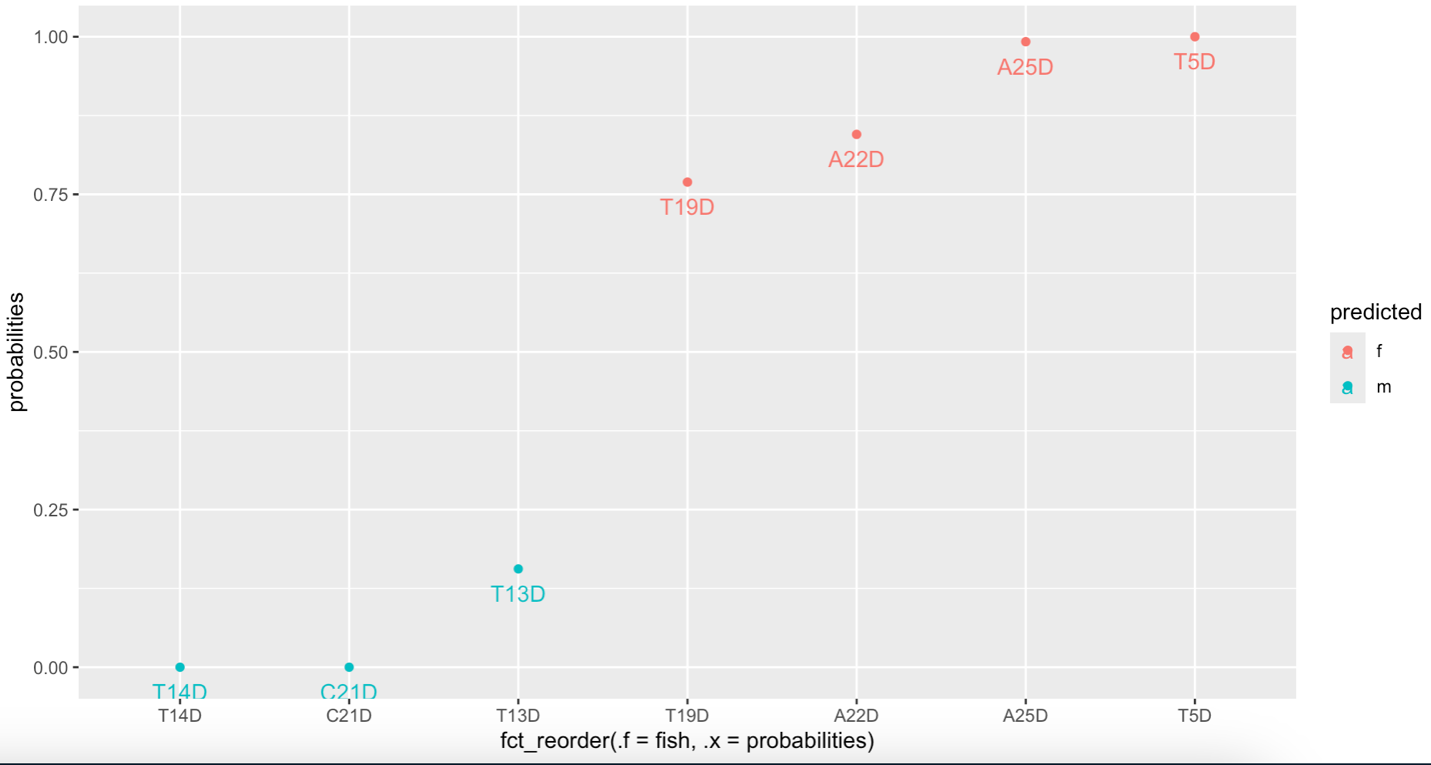 1.00
A25D
T5D
A22D
0.75
T19D
predicted
a f
0.50
a m
probabilities
0.25
T13D
0.00
T14D
C21D
T14D C21D T13D T19D A22D A25D T5D
fct_reorder(.f = fish, .x = probabilities)